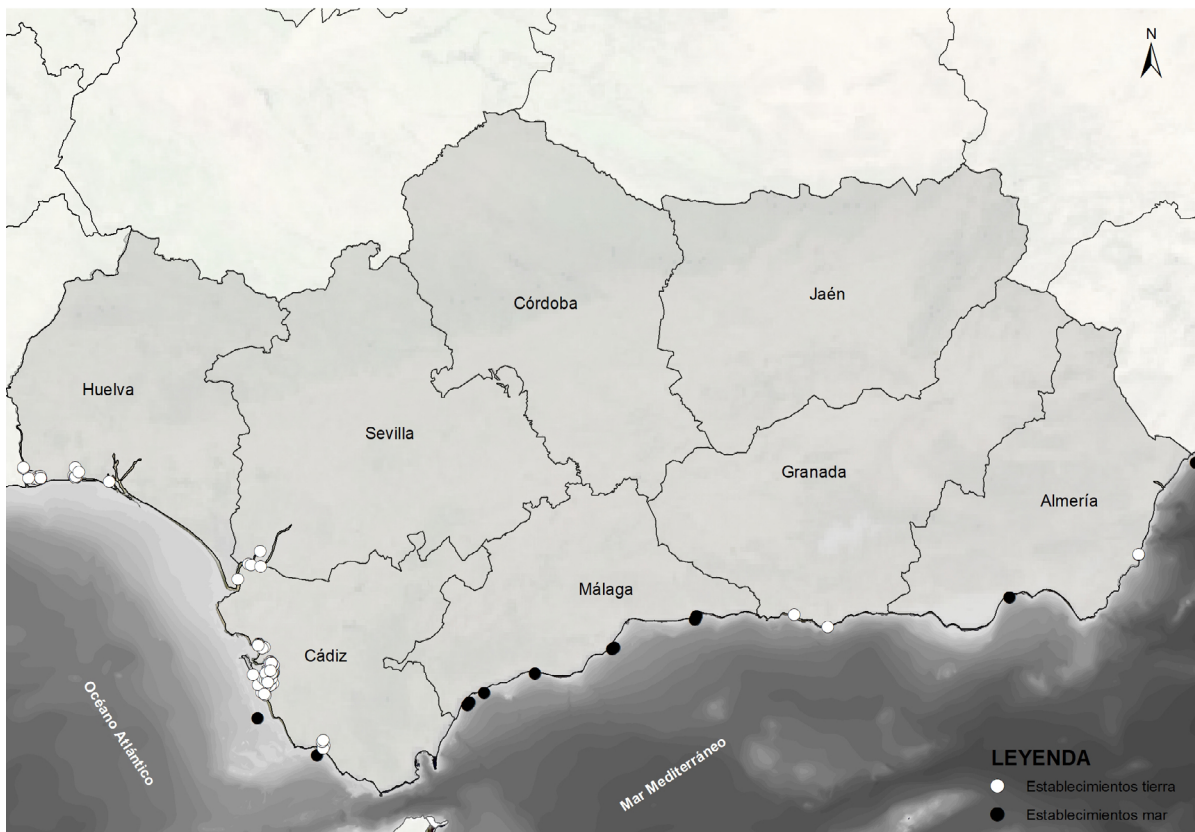 N
Córdoba
Jaén
Huelva
Sevilla
Granada
Almería
Málaga
Cádiz
Océano Atlántico
Mar Mediterráneo
LEYENDA
Establecimientos tierra
Establecimientos mar